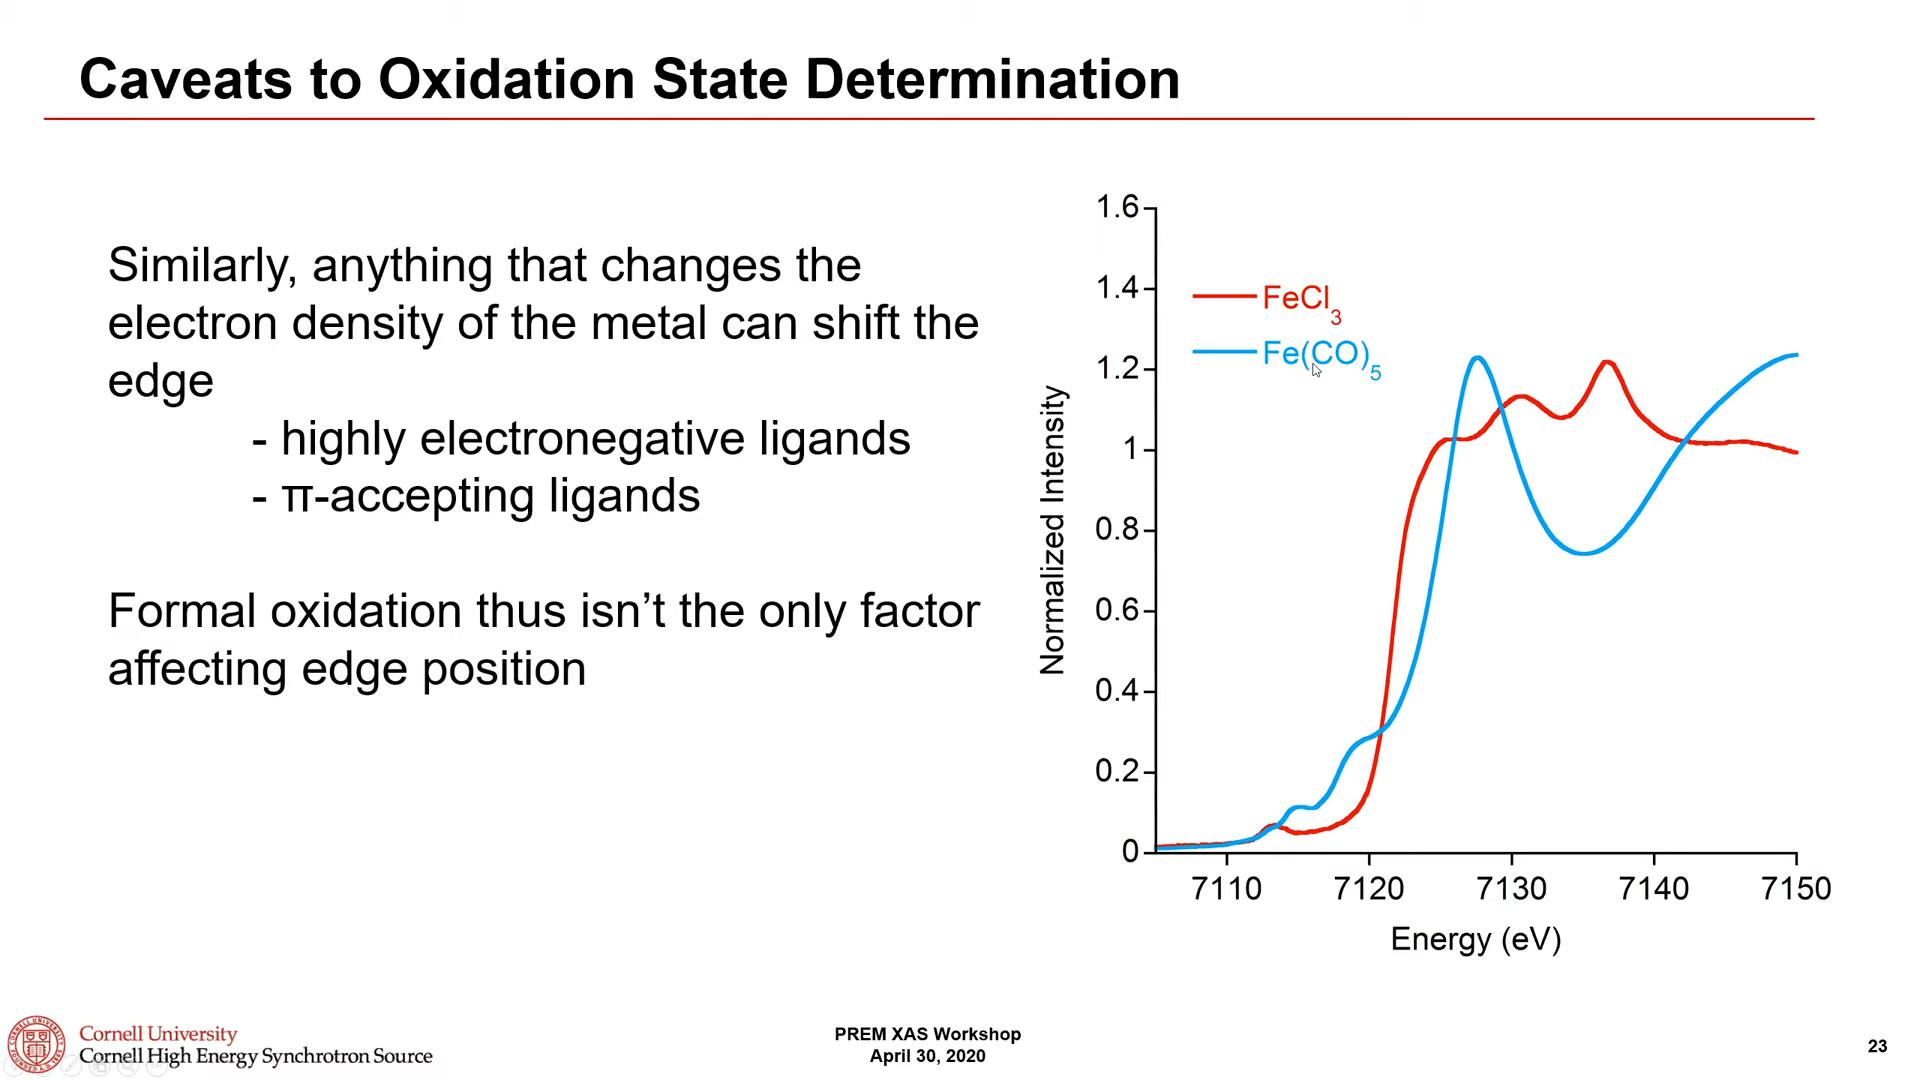 Caveats to Oxidation State Determination
Similarly, anything that changes the
electron density of the metal can shift the
edge
- highly electronegative ligands
- π-accepting ligands
Formal oxidation thus isn’t the only factor
affecting edge position
1.6
1.4
1.2
1
0.8
0.6
0.4
0.2
0
Normalized Intensity
FeCl3
Fe(CO)5
7110 7120 7130 7140 7150
Energy (eV)
Cornell University
Cornell High Energy Synchrotron Source
PREM XAS Workshop
April 30, 2020
23